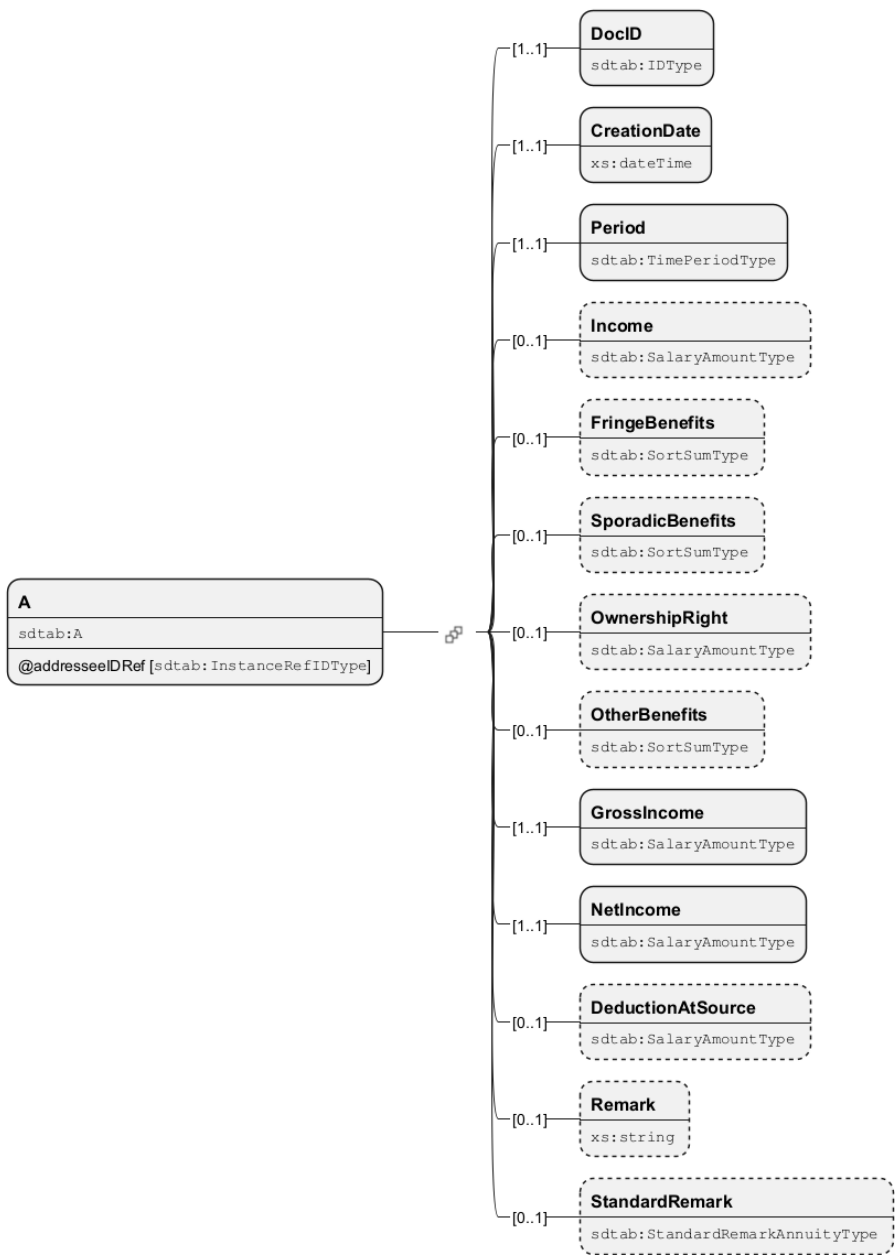 [1..1]
DocID
sdtab:IDType
[1..1]
CreationDate
xs:dateTime
[1..1]
Period
sdtab:TimePeriodType
[0..1]
Income
sdtab:SalaryAmountType
[0..1]
FringeBenefits
sdtab:SortSumType
[0..1]
SporadicBenefits
sdtab:SortSumType
A
sdtab:A
@addresseeIDRef [sdtab:InstanceRefIDType]
[0..1]
OwnershipRight
sdtab:SalaryAmountType
[0..1]
OtherBenefits
sdtab:SortSumType
[1..1]
GrossIncome
sdtab:SalaryAmountType
[1..1]
NetIncome
sdtab:SalaryAmountType
[0..1]
DeductionAtSource
sdtab:SalaryAmountType
[0..1]
Remark
xs:string
[0..1]
StandardRemark
sdtab:StandardRemarkAnnuityType